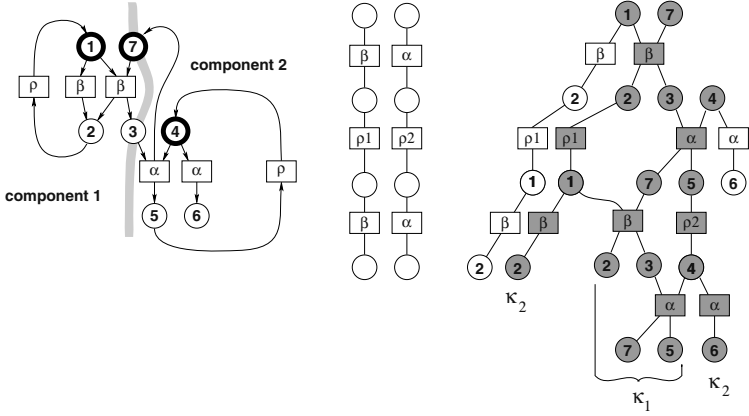 1 7
component 2
ρ β β
4
2 3
α α ρ
component 1
5 6
β α
ρ1 ρ2
β α
1 7
β β
2 2 3 4
ρ1 ρ1 α α
1 1 7 5 6
β β β ρ2
2 2 2 3 4
κ2
α α
7 5 6
κ1 κ2